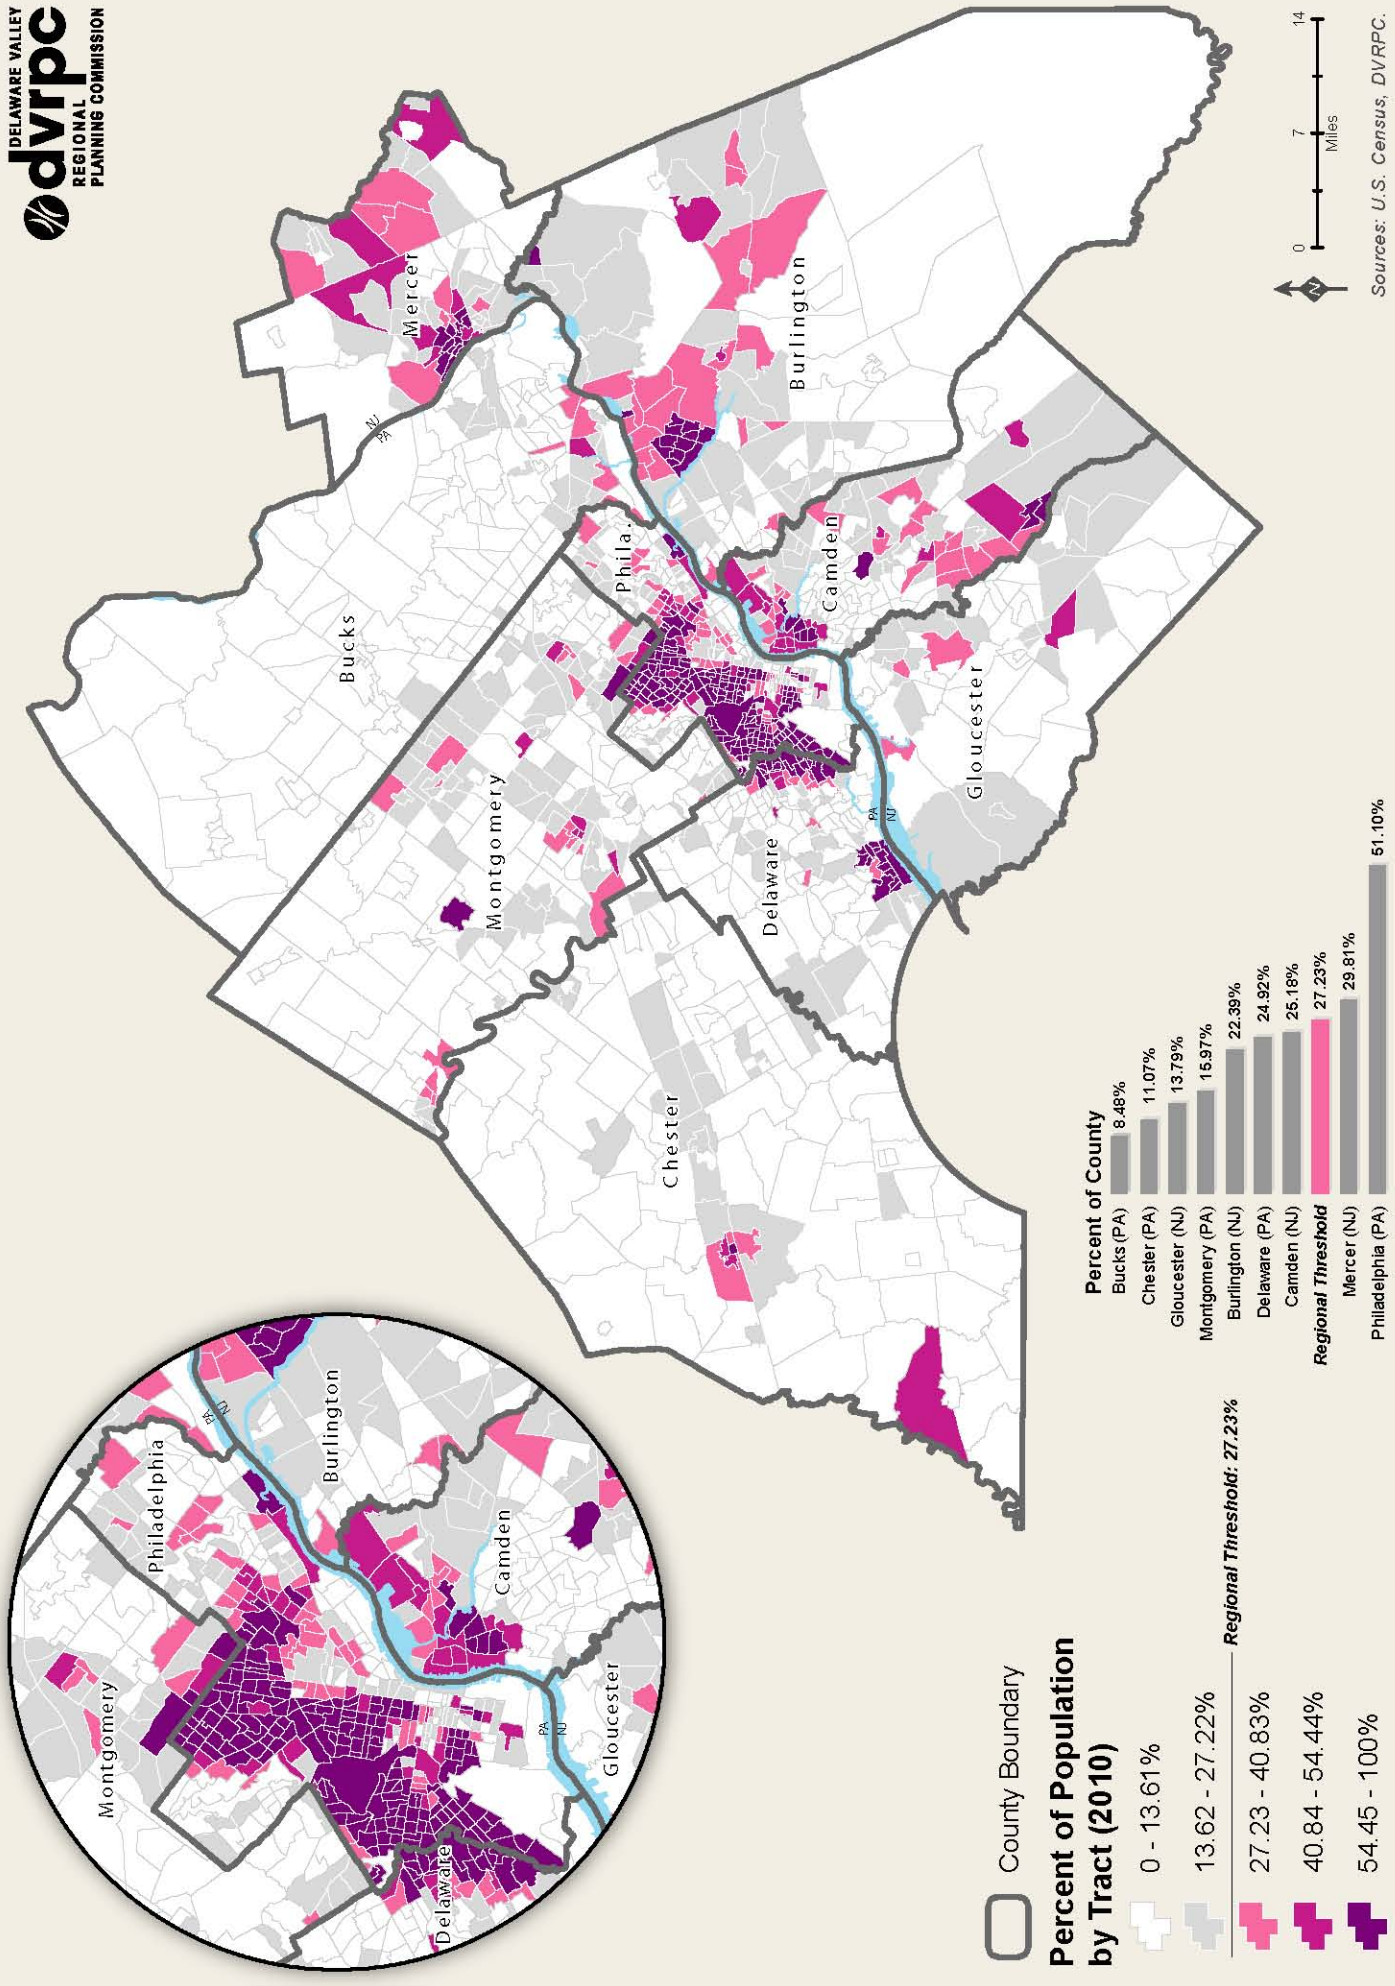 DELAWARE VALLEY
dvrpc
REGIONAL
PLANNING COMMISSION
Montgomery
Philadelphia
PA
NJ
Burlington
Camden
Delaware
PA
NJ
Gloucester
Bucks
NJ
PA
Mercer
Montgomery
Phila.
Burlington
Chester
Delaware
Camden
PA
NJ
Gloucester
County Boundary
Percent of Population
by Tract (2010)
0 - 13.61%
13.62 - 27.22%
Regional Threshold: 27.23%
27.23 - 40.83%
40.84 - 54.44%
54.45 - 100%
Percent of County
Bucks (PA) 8.48%
Chester (PA) 11.07%
Gloucester (NJ) 13.79%
Montgomery (PA) 15.97%
Burlington (NJ) 22.39%
Delaware (PA) 24.92%
Camden (NJ) 25.18%
Regional Threshold 27.23%
Mercer (NJ) 29.81%
Philadelphia (PA) 51.10%
N
0 7 14
Miles
Sources: U.S. Census, DVRPC.